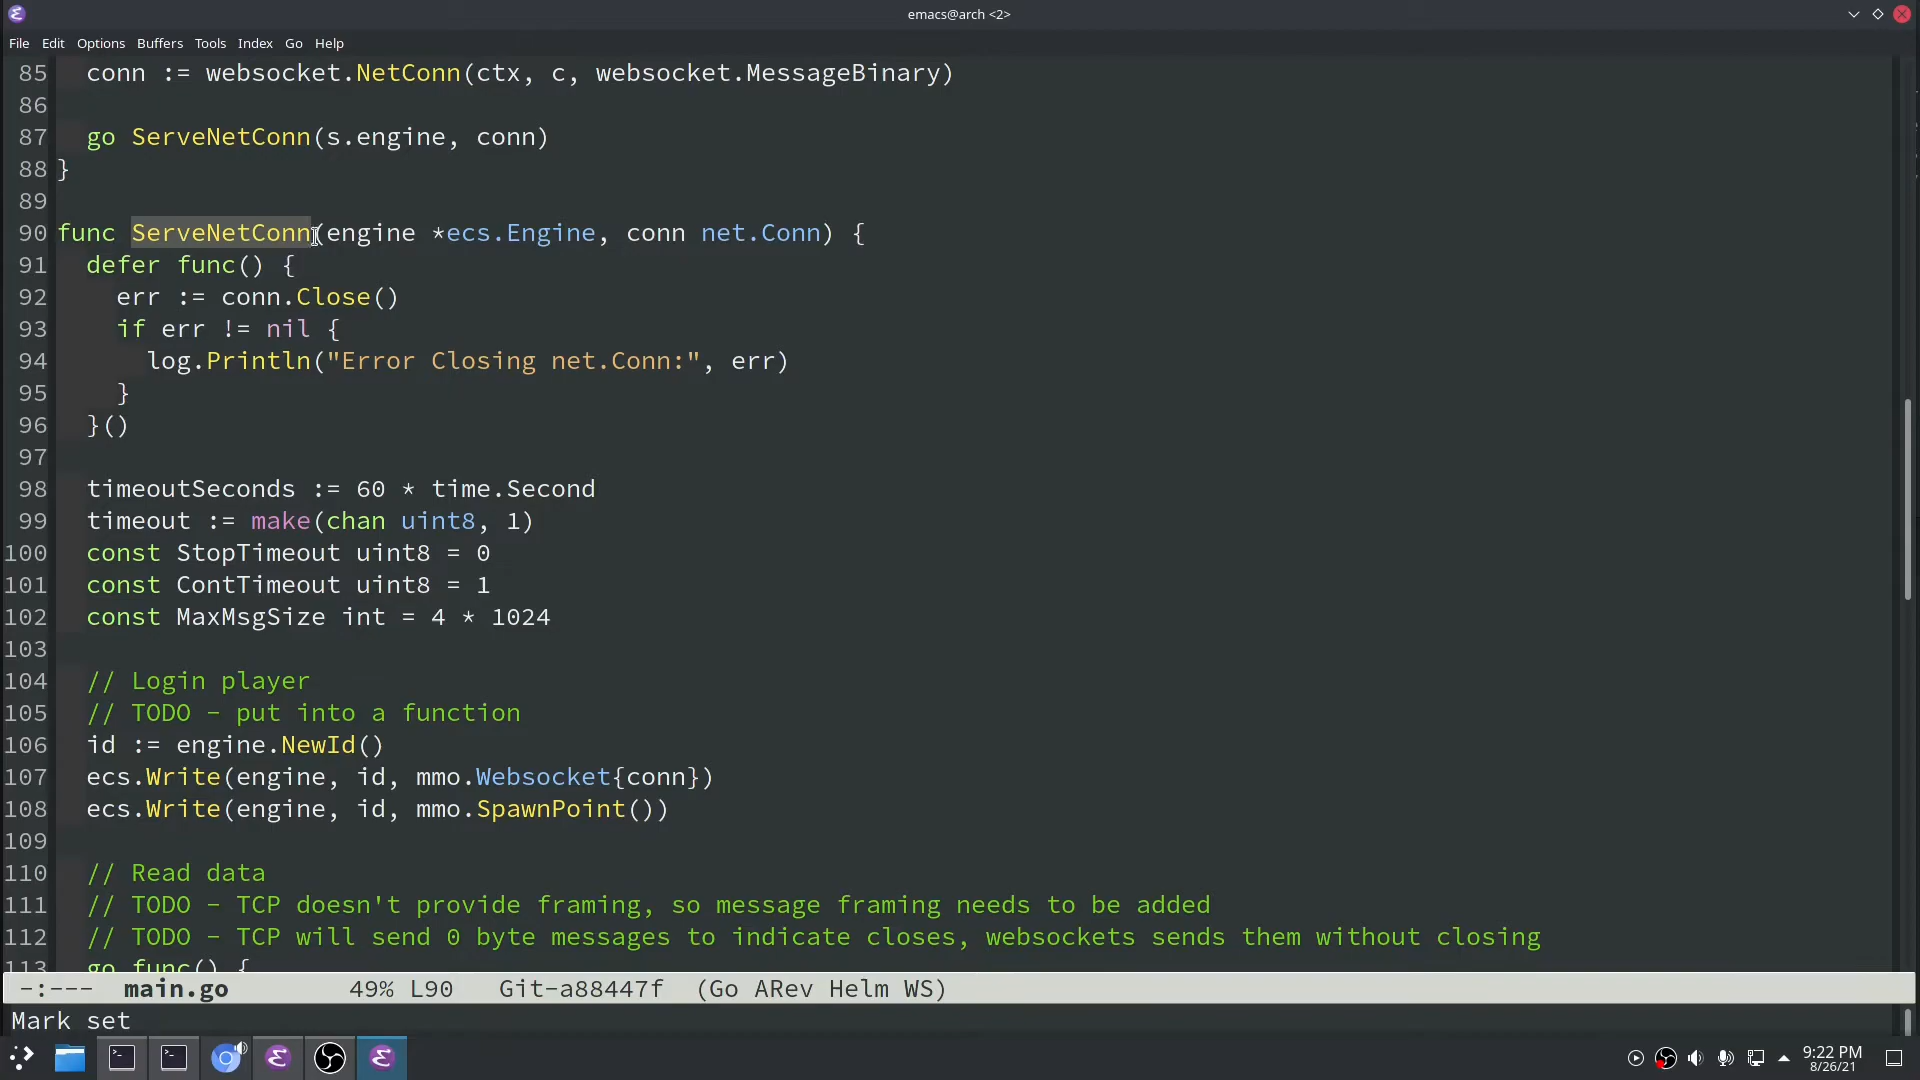 emacs@arch <2>
File Edit Options Buffers Tools Index Go Help
85 conn := websocket.NetConn(ctx, c, websocket.MessageBinary)
86
87 go ServeNetConn(s.engine, conn)
88 }
89
90 func ServeNetConn(engine *ecs.Engine, conn net.Conn) {
91 defer func() {
92 err := conn.Close()
93 if err != nil {
94 log.Println("Error Closing net.Conn:", err)
95 }
96 }()
97
98 timeoutSeconds := 60 * time.Second
99 timeout := make(chan uint8, 1)
100 const StopTimeout uint8 = 0
101 const ContTimeout uint8 = 1
102 const MaxMsgSize int = 4 * 1024
103
104 // Login player
105 // TODO - put into a function
106 id := engine.NewId()
107 ecs.Write(engine, id, mmo.Websocket{conn})
108 ecs.Write(engine, id, mmo.SpawnPoint())
109
110 // Read data
111 // TODO - TCP doesn't provide framing, so message framing needs to be added
112 // TODO - TCP will send 0 byte messages to indicate closes, websockets sends them without closing
113 go func() {
-:--- main.go 49% L90 Git-a88447f (Go ARev Helm WS)
Mark set
9:22 PM
8/26/21